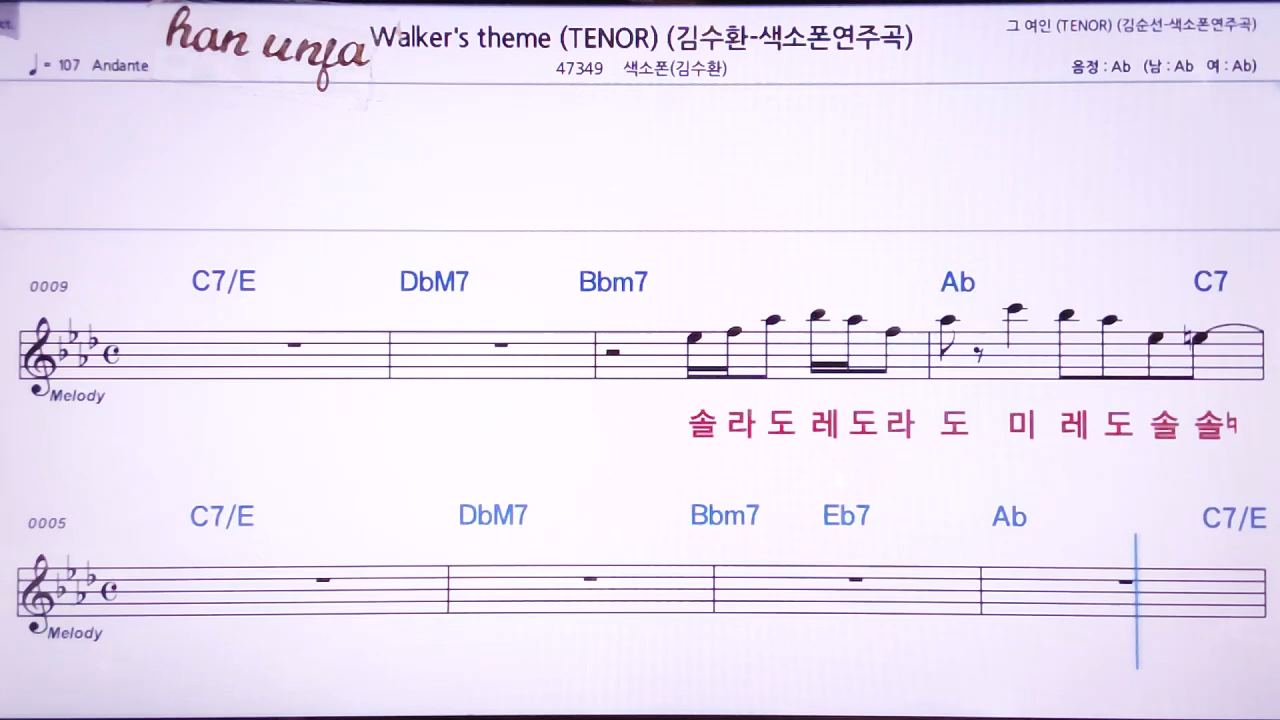 han unja
Walker's theme (TENOR) (김수환-색소폰연주곡)
그 여인 (TENOR) (김순선-색소폰연주곡)
♩= 107 Andante
47349 색소폰(김수환)
음정 : Ab (남 : Ab 여 : Ab)
0009 C7/E DbM7 Bbm7 Ab C7
Melody
솔 라 도 레 도 라 도 미 레 도 솔 솔♮
0005 C7/E DbM7 Bbm7 Eb7 Ab C7/E
Melody